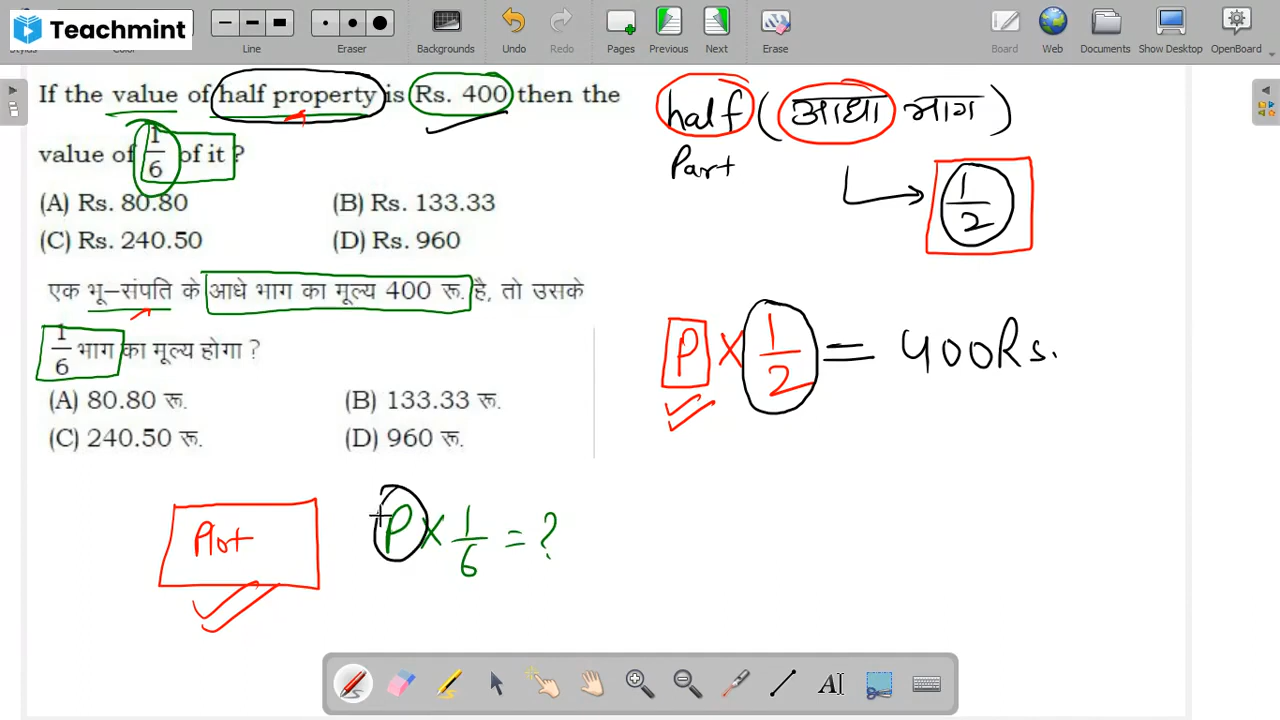 Teachmint
Line
Eraser
Backgrounds
Undo
Redo
Pages
Previous
Next
Erase
Board
Web
Documents
Show Desktop
OpenBoard
If the value of half property is Rs. 400 then the
value of 1/6 of it ?
(A) Rs. 80.80 (B) Rs. 133.33
(C) Rs. 240.50 (D) Rs. 960
एक भू–संपति के आधे भाग का मूल्य 400 रू. है, तो उसके
1/6 भाग का मूल्य होगा ?
(A) 80.80 रू. (B) 133.33 रू.
(C) 240.50 रू. (D) 960 रू.
half (आधा भाग)
Part
1/2
P × 1/2 = 400Rs.
Plot
P × 1/6 = ?
AI